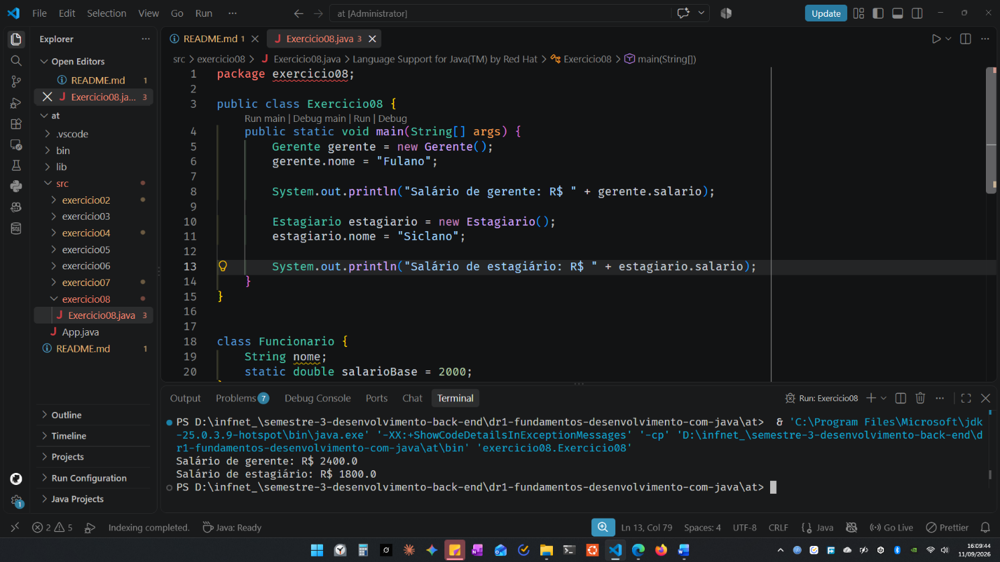 File Edit Selection View Go Run ···
at [Administrator]
Update
Explorer ···
Open Editors
README.md 1
Exercicio08.ja... 3
at
.vscode
bin
lib
src
exercicio02
exercicio03
exercicio04
exercicio05
exercicio06
exercicio07
exercicio08
Exercicio08.java 3
App.java
README.md 1
Outline
Timeline
Projects
Run Configuration
Java Projects
README.md 1
Exercicio08.java 3
src > exercicio08 > Exercicio08.java > Language Support for Java(TM) by Red Hat > Exercicio08 > main(String[])
1 package exercicio08;
2
3 public class Exercicio08 {
Run main | Debug main | Run | Debug
4 public static void main(String[] args) {
5 Gerente gerente = new Gerente();
6 gerente.nome = "Fulano";
7
8 System.out.println("Salário de gerente: R$ " + gerente.salario);
9
10 Estagiario estagiario = new Estagiario();
11 estagiario.nome = "Siclano";
12
13 System.out.println("Salário de estagiário: R$ " + estagiario.salario);
14 }
15 }
16
17
18 class Funcionario {
19 String nome;
20 static double salarioBase = 2000;
Output Problems 7 Debug Console Ports Chat Terminal
Run: Exercicio08
PS D:\infnet_\semestre-3-desenvolvimento-back-end\dr1-fundamentos-desenvolvimento-com-java\at> & 'C:\Program Files\Microsoft\jdk
-25.0.3.9-hotspot\bin\java.exe' '-XX:+ShowCodeDetailsInExceptionMessages' '-cp' 'D:\infnet_\semestre-3-desenvolvimento-back-end\d
r1-fundamentos-desenvolvimento-com-java\at\bin' 'exercicio08.Exercicio08'
Salário de gerente: R$ 2400.0
Salário de estagiário: R$ 1800.0
PS D:\infnet_\semestre-3-desenvolvimento-back-end\dr1-fundamentos-desenvolvimento-com-java\at>
1
2 5 Indexing completed. Java: Ready
Ln 13, Col 79 Spaces: 4 UTF-8 CRLF Java Go Live Prettier
16:09:44
11/09/2026